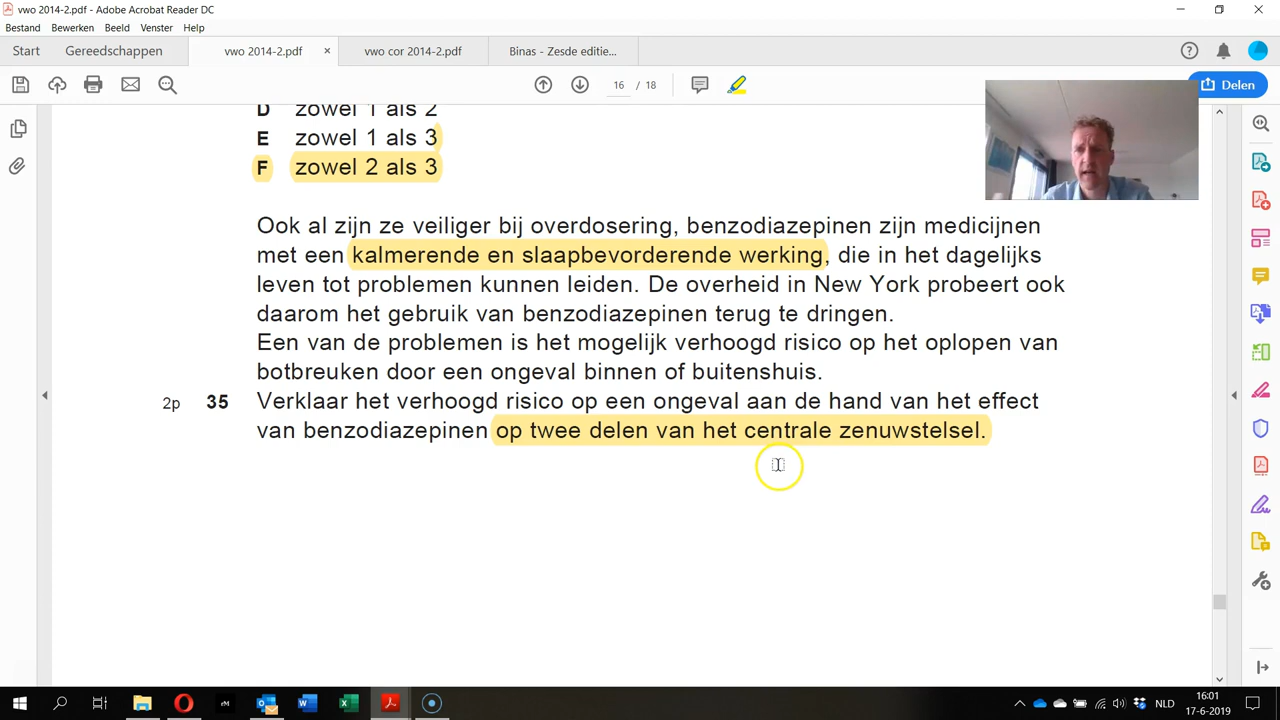 vwo 2014-2.pdf - Adobe Acrobat Reader DC
Bestand Bewerken Beeld Venster Help
Start Gereedschappen vwo 2014-2.pdf × vwo cor 2014-2.pdf Binas - Zesde editie...
16 / 18
Delen
D zowel 1 als 2
E zowel 1 als 3
F zowel 2 als 3
Ook al zijn ze veiliger bij overdosering, benzodiazepinen zijn medicijnen
met een kalmerende en slaapbevorderende werking, die in het dagelijks
leven tot problemen kunnen leiden. De overheid in New York probeert ook
daarom het gebruik van benzodiazepinen terug te dringen.
Een van de problemen is het mogelijk verhoogd risico op het oplopen van
botbreuken door een ongeval binnen of buitenshuis.
2p 35 Verklaar het verhoogd risico op een ongeval aan de hand van het effect
van benzodiazepinen op twee delen van het centrale zenuwstelsel.
rM
NLD
16:01
17-6-2019